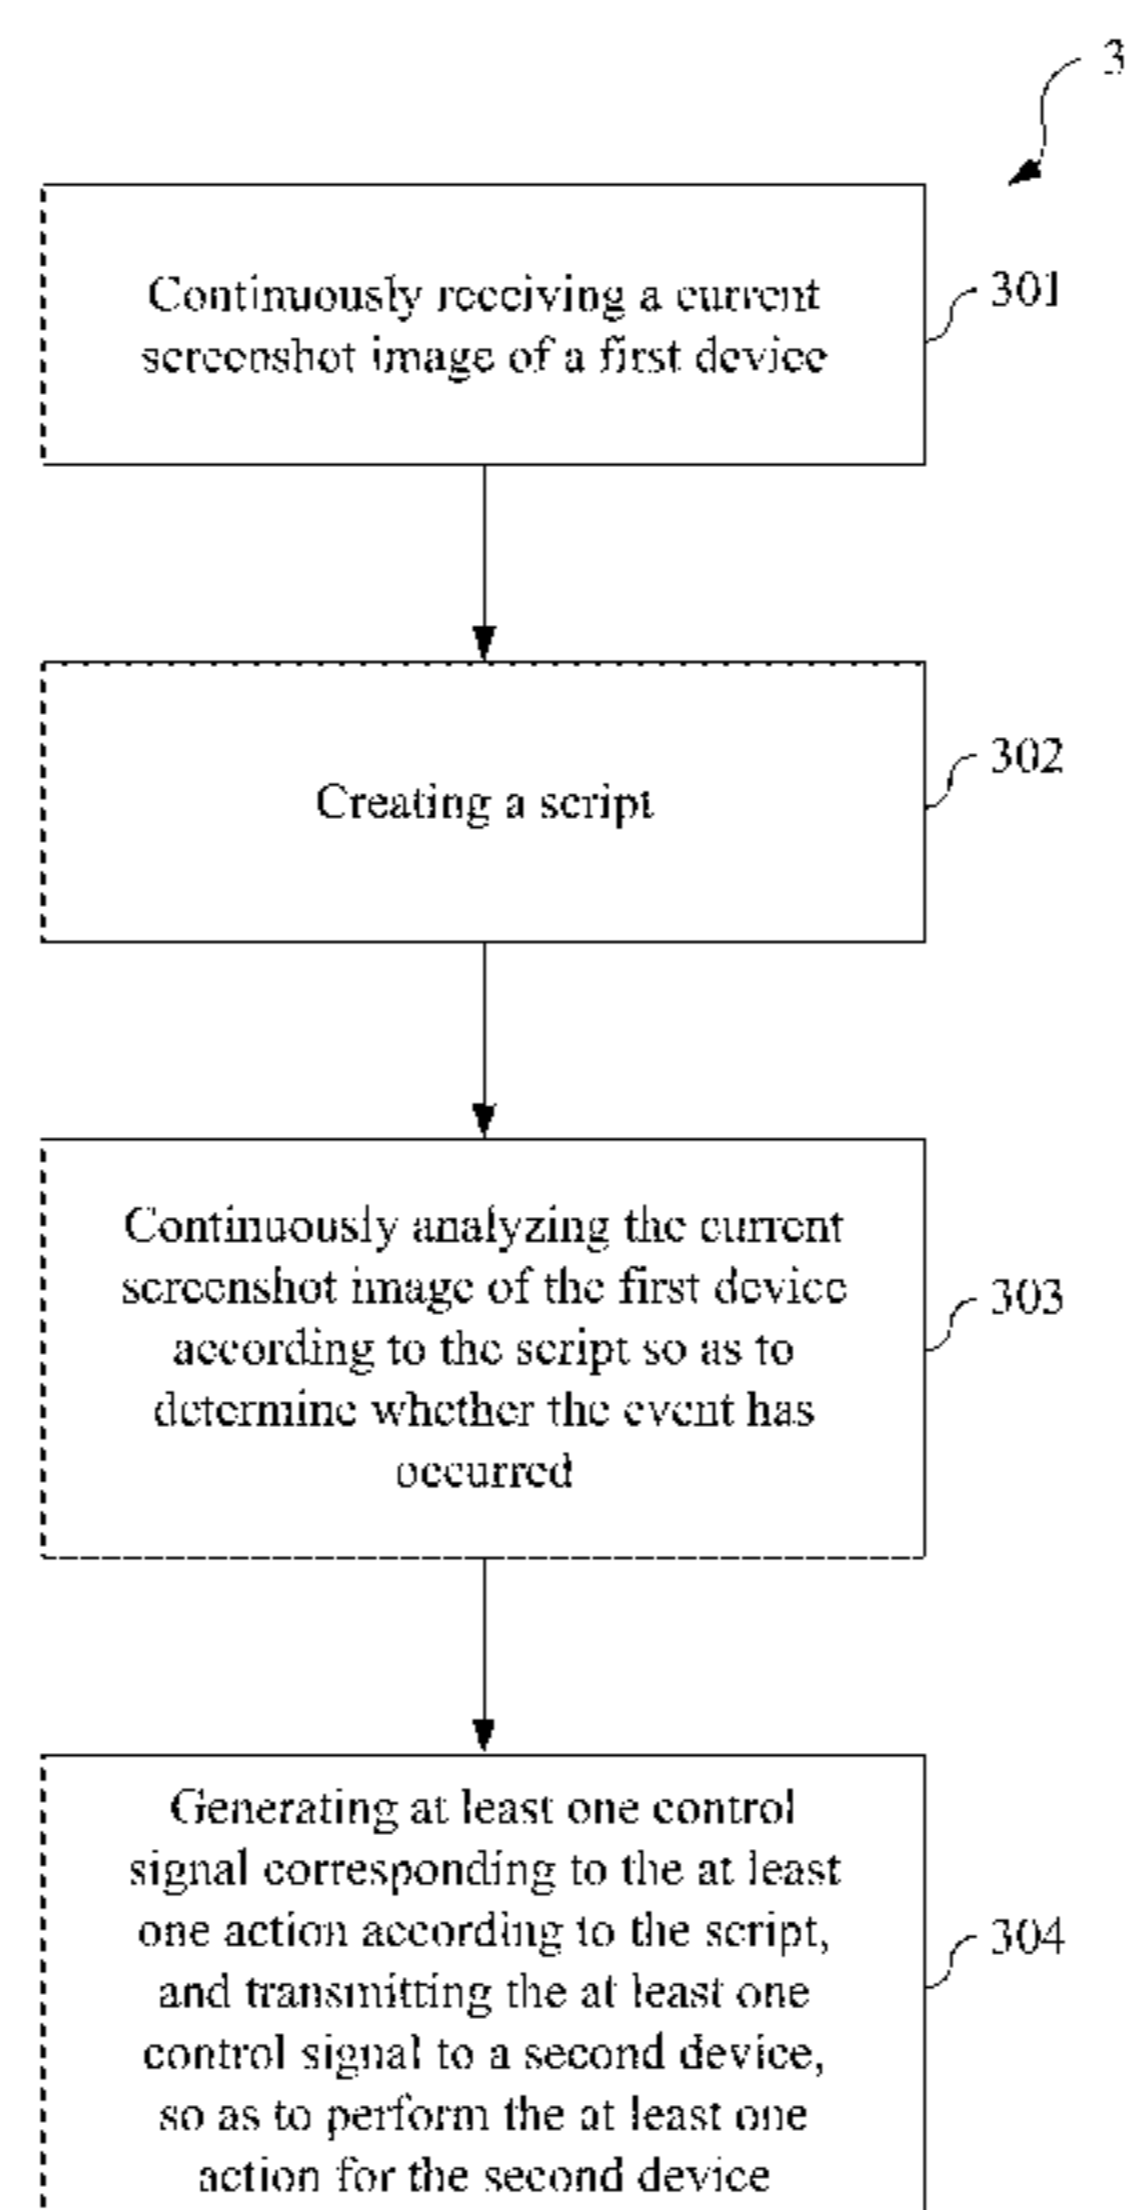 3
Continuously receiving a current
screenshot image of a first device
301
Creating a script
302
Continuously analyzing the current
screenshot image of the first device
according to the script so as to
determine whether the event has
occurred
303
Generating at least one control
signal corresponding to the at least
one action according to the script,
and transmitting the at least one
control signal to a second device,
so as to perform the at least one
action for the second device
304